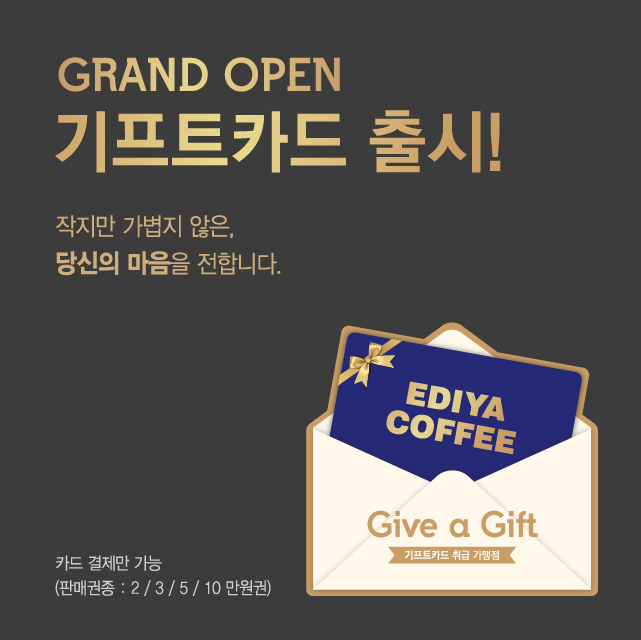 GRAND OPEN
기프트카드 출시!
작지만 가볍지 않은,
당신의 마음을 전합니다.
EDIYA
COFFEE
Give a Gift
기프트카드 취급 가맹점
카드 결제만 가능
(판매권종 : 2 / 3 / 5 / 10 만원권)